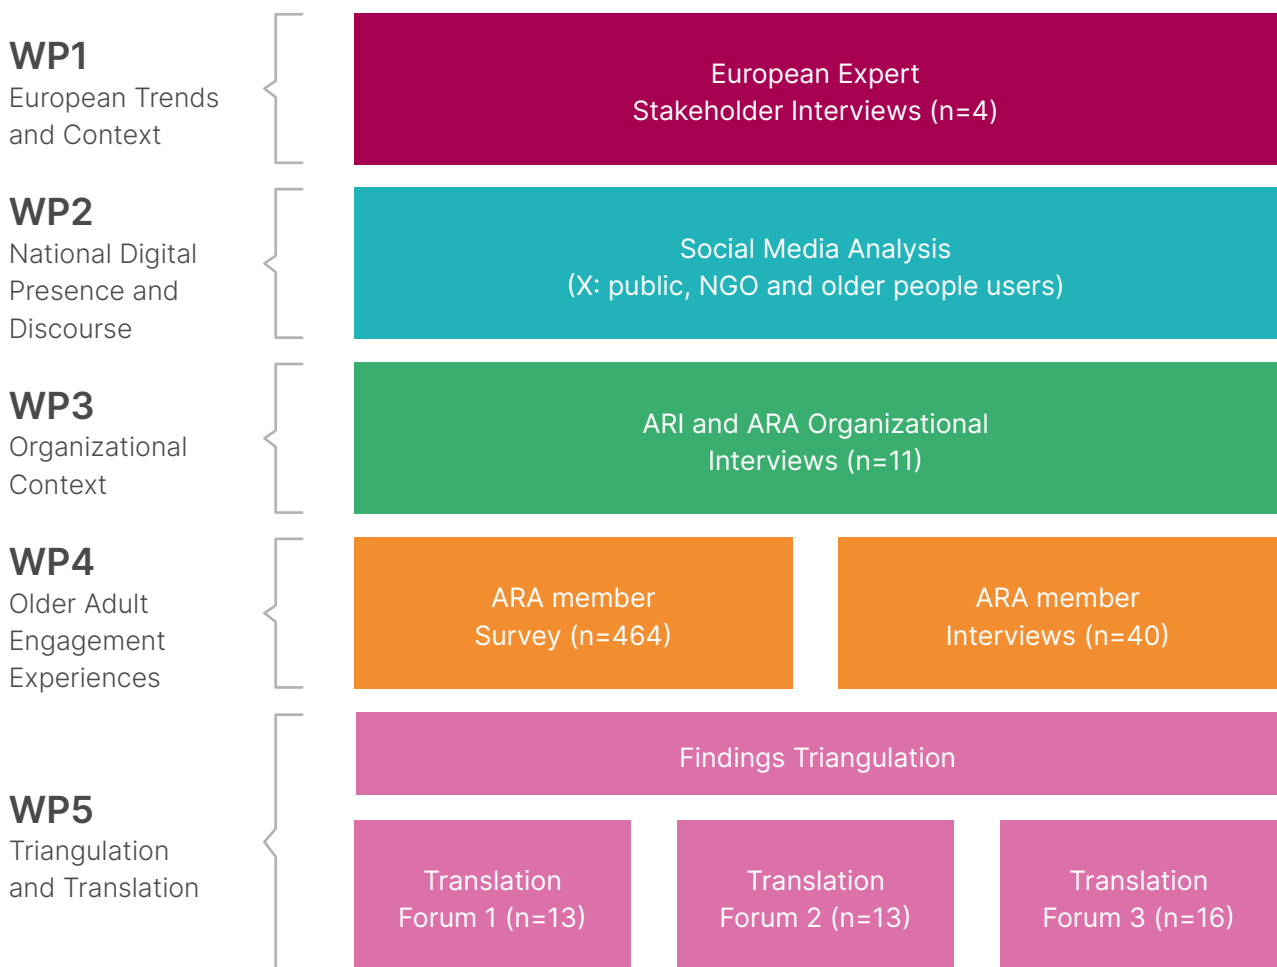 WP1
European Trends
and Context
European Expert
Stakeholder Interviews (n=4)
WP2
National Digital
Presence and
Discourse
Social Media Analysis
(X: public, NGO and older people users)
WP3
Organizational
Context
ARI and ARA Organizational
Interviews (n=11)
WP4
Older Adult
Engagement
Experiences
ARA member
Survey (n=464)
ARA member
Interviews (n=40)
WP5
Triangulation
and Translation
Findings Triangulation
Translation
Forum 1 (n=13)
Translation
Forum 2 (n=13)
Translation
Forum 3 (n=16)